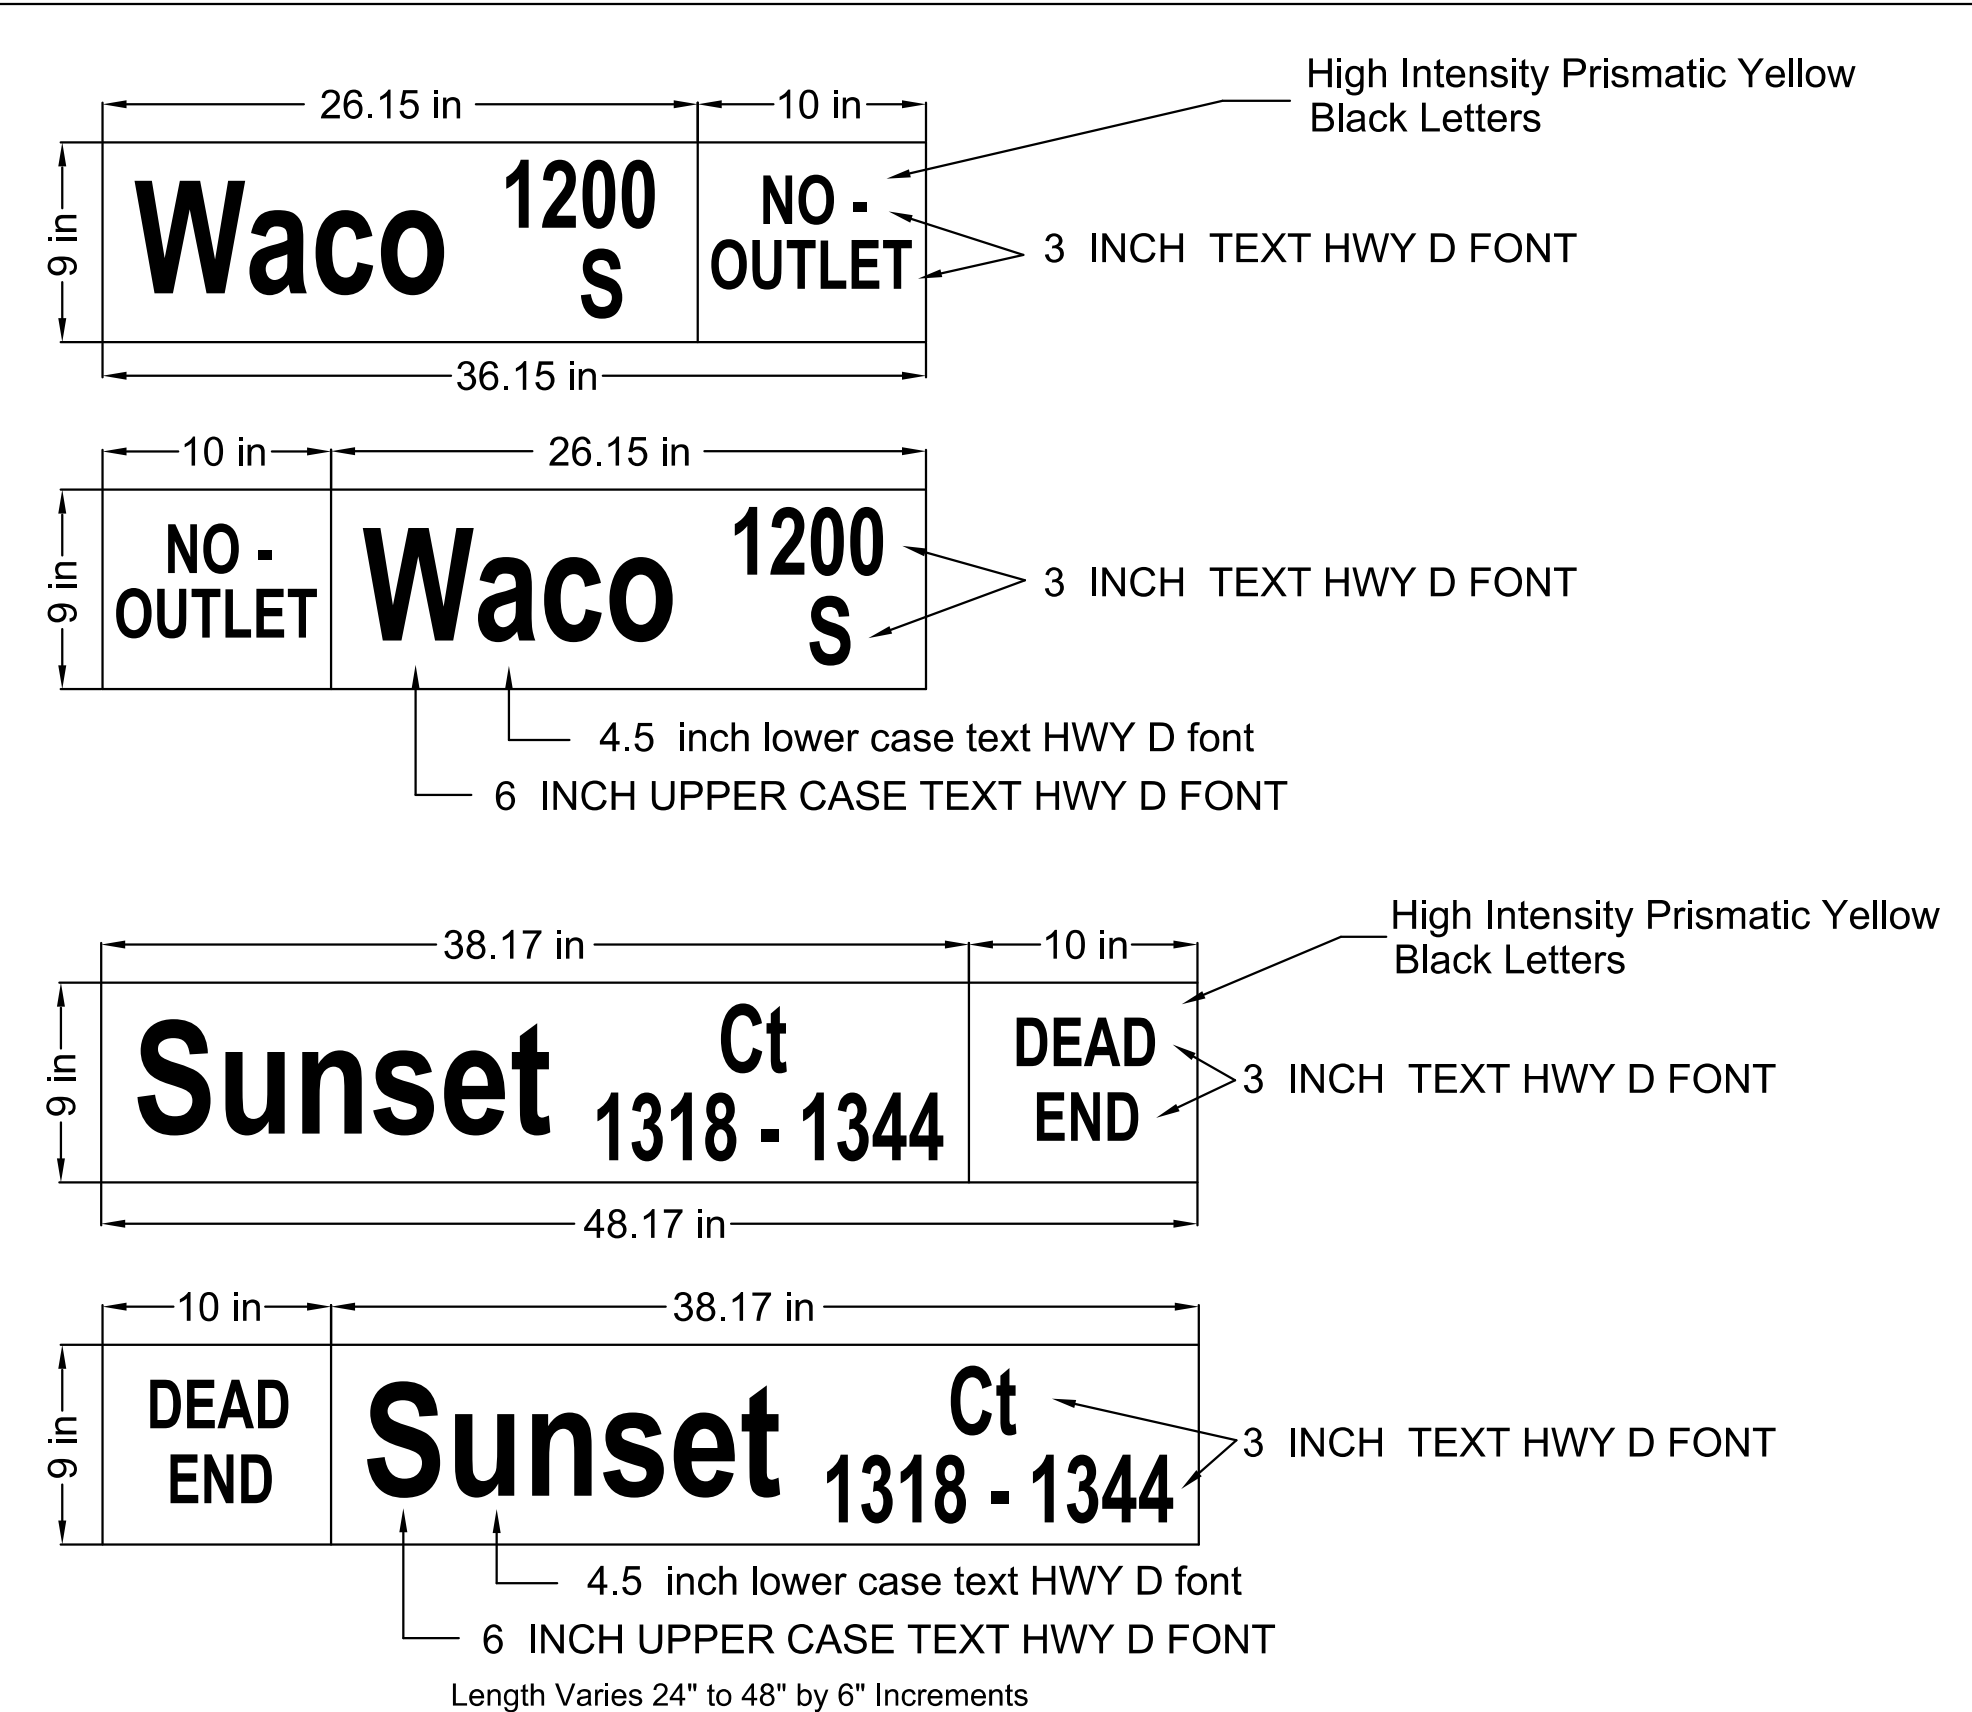 26.15 in
10 in
High Intensity Prismatic Yellow
Black Letters
9 in
Waco
1200
S
NO -
OUTLET
3 INCH TEXT HWY D FONT
36.15 in
10 in
26.15 in
9 in
NO -
OUTLET
Waco
1200
S
3 INCH TEXT HWY D FONT
4.5 inch lower case text HWY D font
6 INCH UPPER CASE TEXT HWY D FONT
38.17 in
10 in
High Intensity Prismatic Yellow
Black Letters
9 in
Sunset
Ct
1318 - 1344
DEAD
END
3 INCH TEXT HWY D FONT
48.17 in
10 in
38.17 in
9 in
DEAD
END
Sunset
Ct
1318 - 1344
3 INCH TEXT HWY D FONT
4.5 inch lower case text HWY D font
6 INCH UPPER CASE TEXT HWY D FONT
Length Varies 24" to 48" by 6" Increments